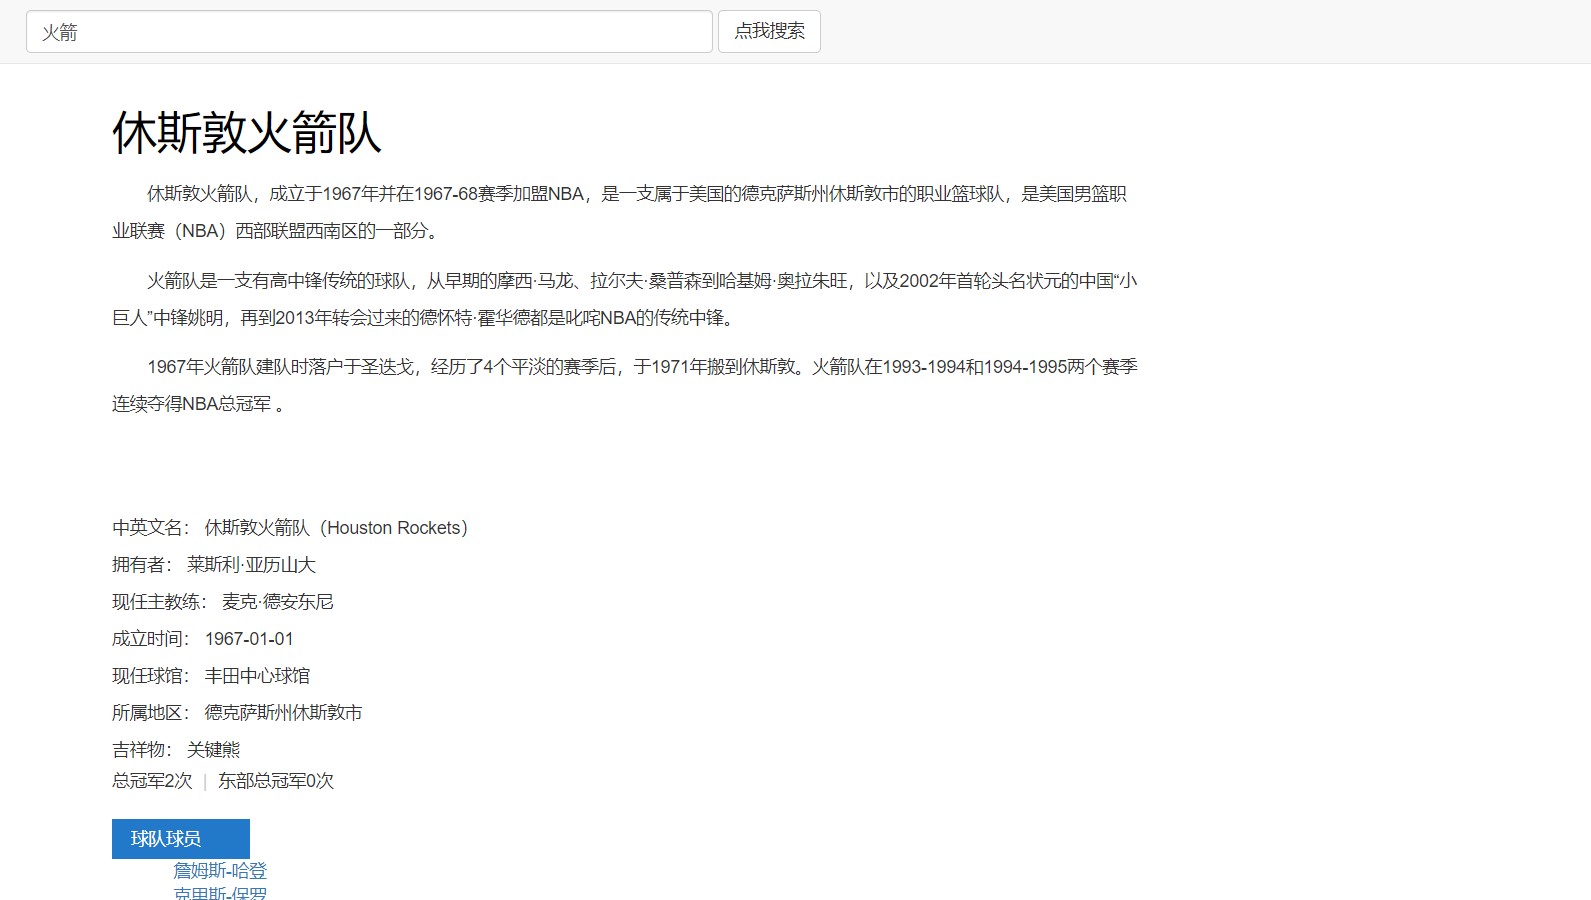 火箭
点我搜索
休斯敦火箭队
休斯敦火箭队，成立于1967年并在1967-68赛季加盟NBA，是一支属于美国的德克萨斯州休斯敦市的职业篮球队，是美国男篮职
业联赛（NBA）西部联盟西南区的一部分。
火箭队是一支有高中锋传统的球队，从早期的摩西·马龙、拉尔夫·桑普森到哈基姆·奥拉朱旺，以及2002年首轮头名状元的中国“小
巨人”中锋姚明，再到2013年转会过来的德怀特·霍华德都是叱咤NBA的传统中锋。
1967年火箭队建队时落户于圣迭戈，经历了4个平淡的赛季后，于1971年搬到休斯敦。火箭队在1993-1994和1994-1995两个赛季
连续夺得NBA总冠军 。
中英文名： 休斯敦火箭队（Houston Rockets）
拥有者： 莱斯利·亚历山大
现任主教练： 麦克·德安东尼
成立时间： 1967-01-01
现任球馆： 丰田中心球馆
所属地区： 德克萨斯州休斯敦市
吉祥物： 关键熊
总冠军2次 | 东部总冠军0次
球队球员
詹姆斯-哈登
克里斯-保罗